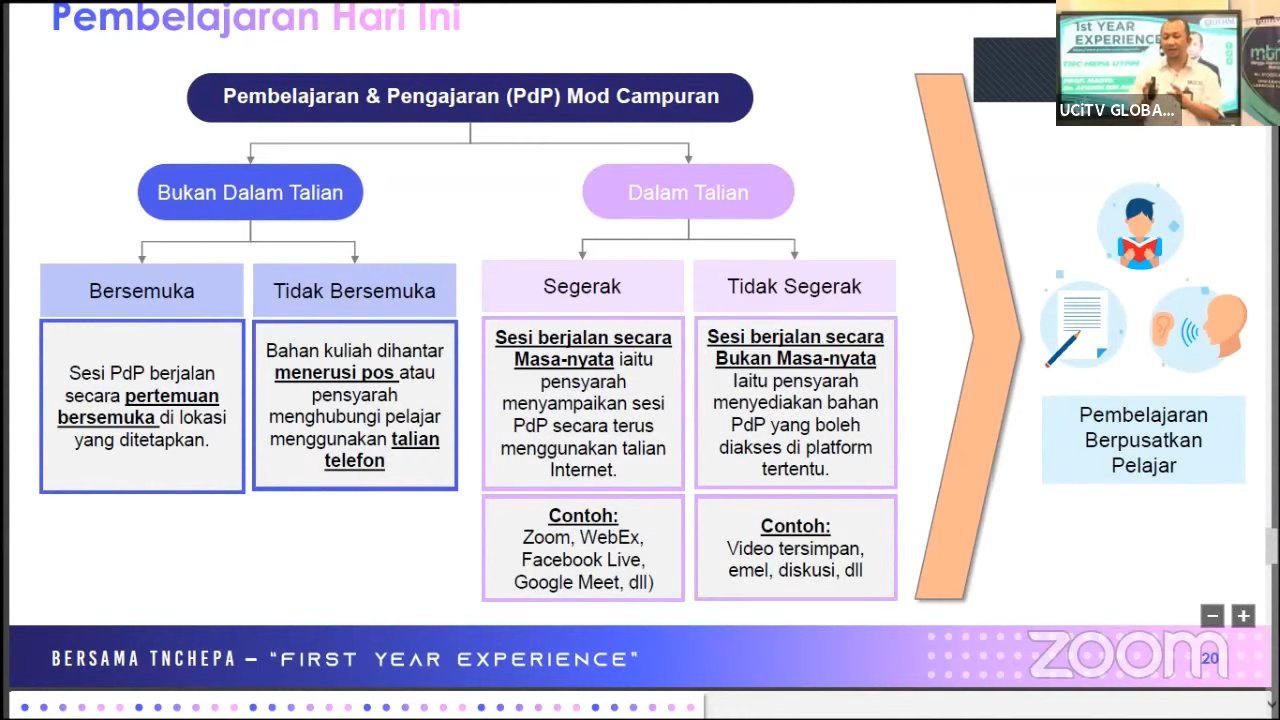 Pembelajaran Hari Ini
1st YEAR
EXPERIENCE
UCiTV GLOBA...
Pembelajaran & Pengajaran (PdP) Mod Campuran
Bukan Dalam Talian
Dalam Talian
Bersemuka
Tidak Bersemuka
Segerak
Tidak Segerak
Sesi PdP berjalan
secara pertemuan
bersemuka di lokasi
yang ditetapkan.
Bahan kuliah dihantar
menerusi pos atau
pensyarah
menghubungi pelajar
menggunakan talian
telefon
Sesi berjalan secara
Masa-nyata iaitu
pensyarah
menyampaikan sesi
PdP secara terus
menggunakan talian
Internet.
Sesi berjalan secara
Bukan Masa-nyata
Iaitu pensyarah
menyediakan bahan
PdP yang boleh
diakses di platform
tertentu.
Contoh:
Zoom, WebEx,
Facebook Live,
Google Meet, dll)
Contoh:
Video tersimpan,
emel, diskusi, dll
Pembelajaran
Berpusatkan
Pelajar
BERSAMA TNCHEPA – “FIRST YEAR EXPERIENCE”
zoom
20